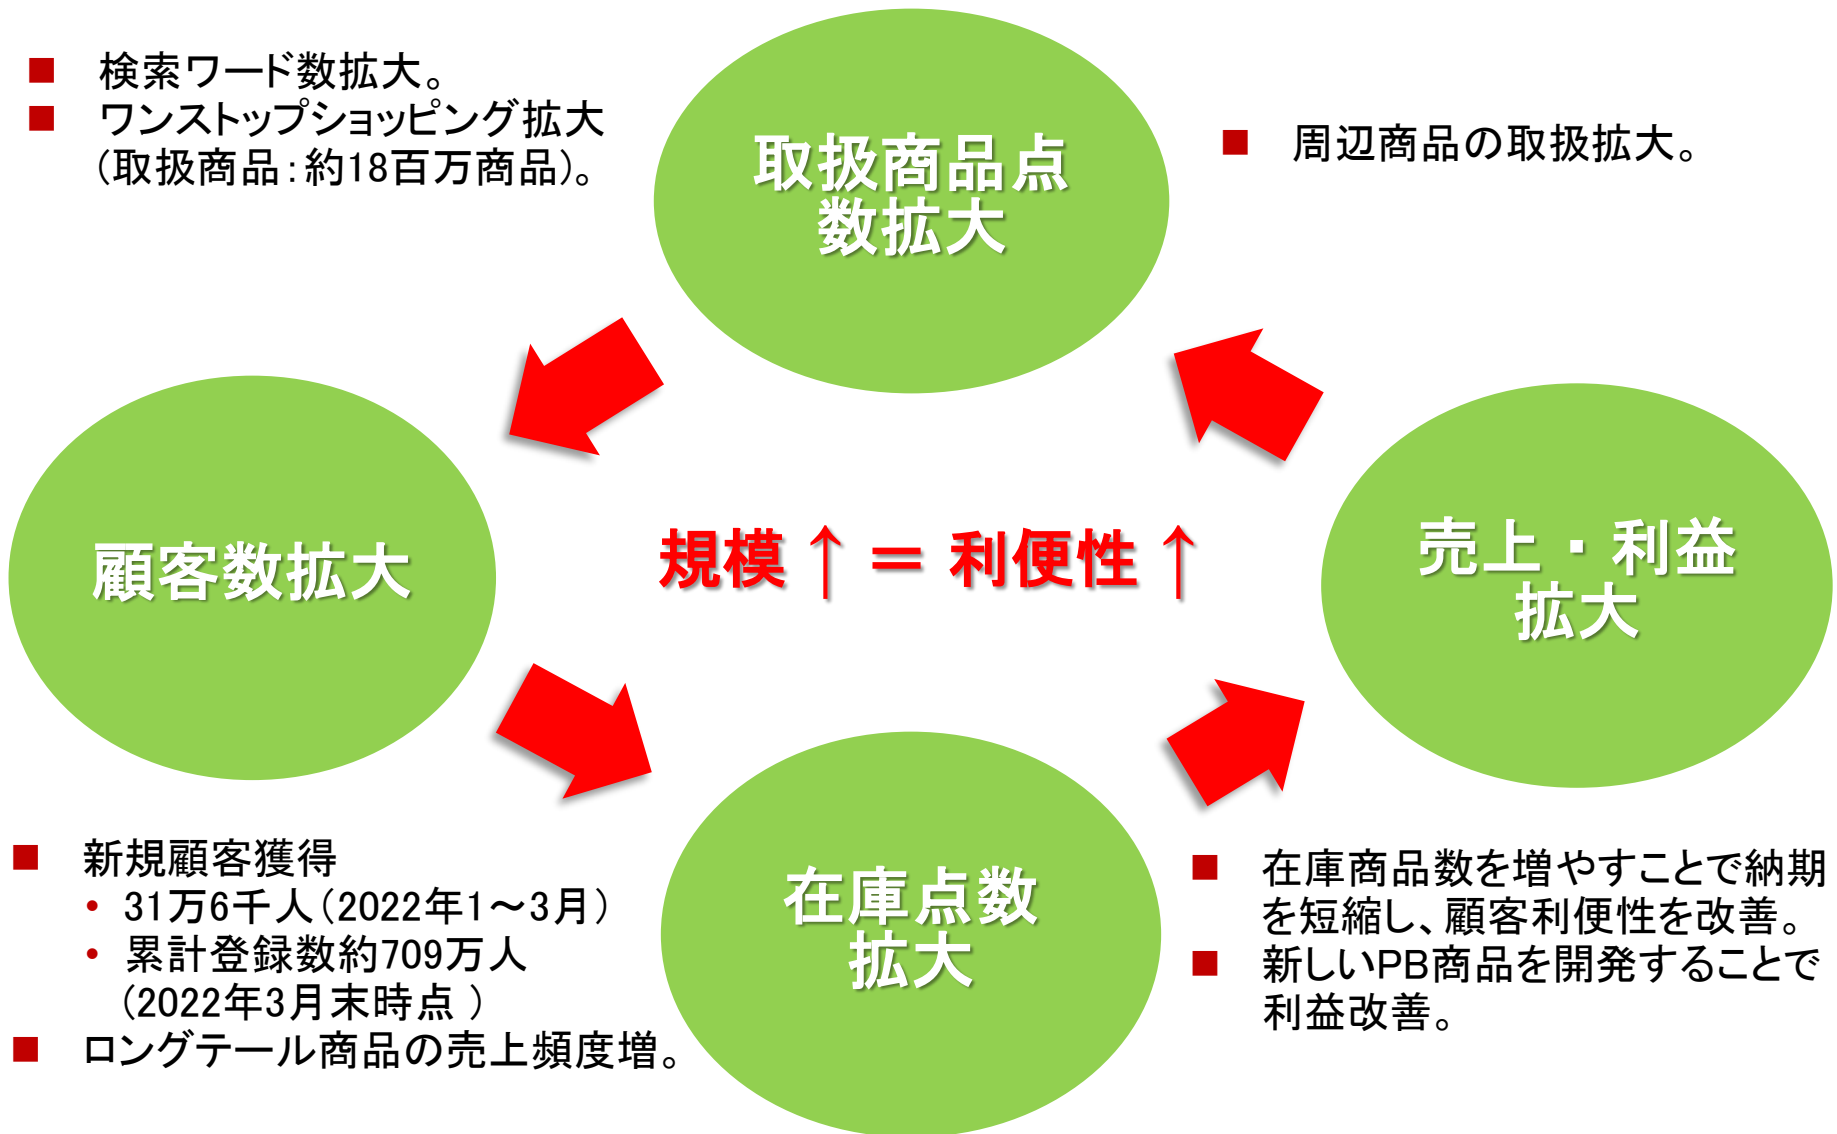 検索ワード数拡大。
ワンストップショッピング拡大
(取扱商品:約18百万商品)。
取扱商品点
数拡大
周辺商品の取扱拡大。
顧客数拡大
規模↑=利便性↑
売上・利益
拡大
新規顧客獲得
・31万6千人(2022年1～3月)
・累計登録数約709万人
(2022年3月末時点 )
ロングテール商品の売上頻度増。
在庫点数
拡大
在庫商品数を増やすことで納期
を短縮し、顧客利便性を改善。
新しいPB商品を開発することで
利益改善。